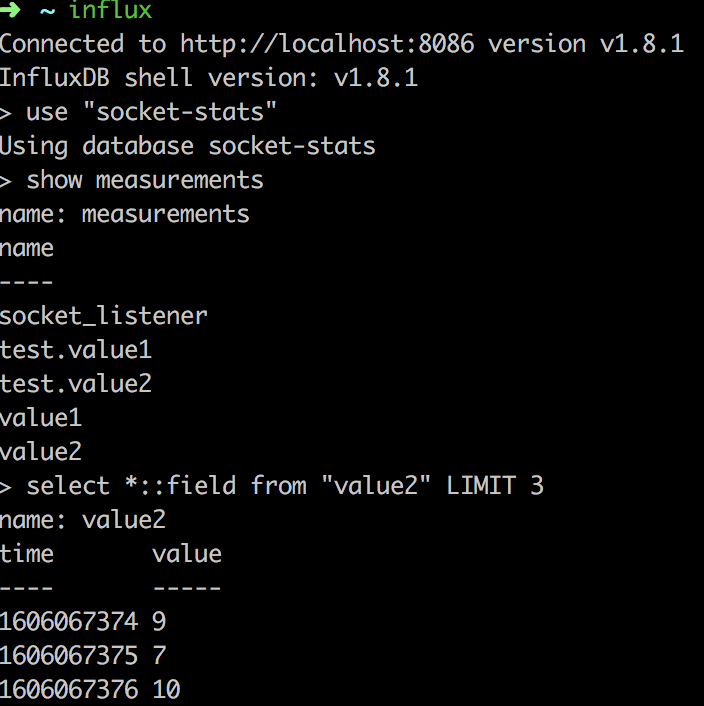 ➜ ~ influx
Connected to http://localhost:8086 version v1.8.1
InfluxDB shell version: v1.8.1
> use "socket-stats"
Using database socket-stats
> show measurements
name: measurements
name
----
socket_listener
test.value1
test.value2
value1
value2
> select *::field from "value2" LIMIT 3
name: value2
time       value
----       -----
1606067374 9
1606067375 7
1606067376 10